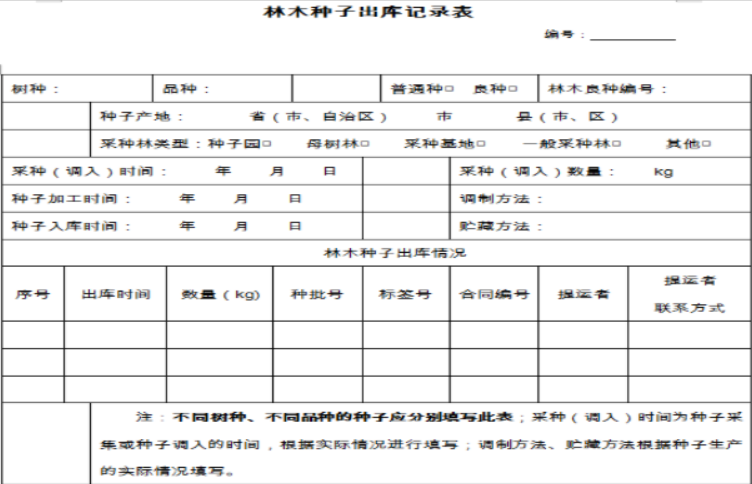 林木种子出库记录表
编号：
树种： 品种： 普通种□ 良种□ 林木良种编号：
种子产地： 省（市、自治区） 市 县（市、区）
采种林类型：种子园□ 母树林□ 采种基地□ 一般采种林□ 其他□
采种（调入）时间： 年 月 日 采种（调入）数量： kg
种子加工时间： 年 月 日 调制方法：
种子入库时间： 年 月 日 贮藏方法：
林木种子出库情况
序号 出库时间 数量（kg) 种批号 标签号 合同编号 提运者 提运者
联系方式
注：不同树种、不同品种的种子应分别填写此表；采种（调入）时间为种子采
集或种子调入的时间，根据实际情况进行填写；调制方法、贮藏方法根据种子生产
的实际情况填写。